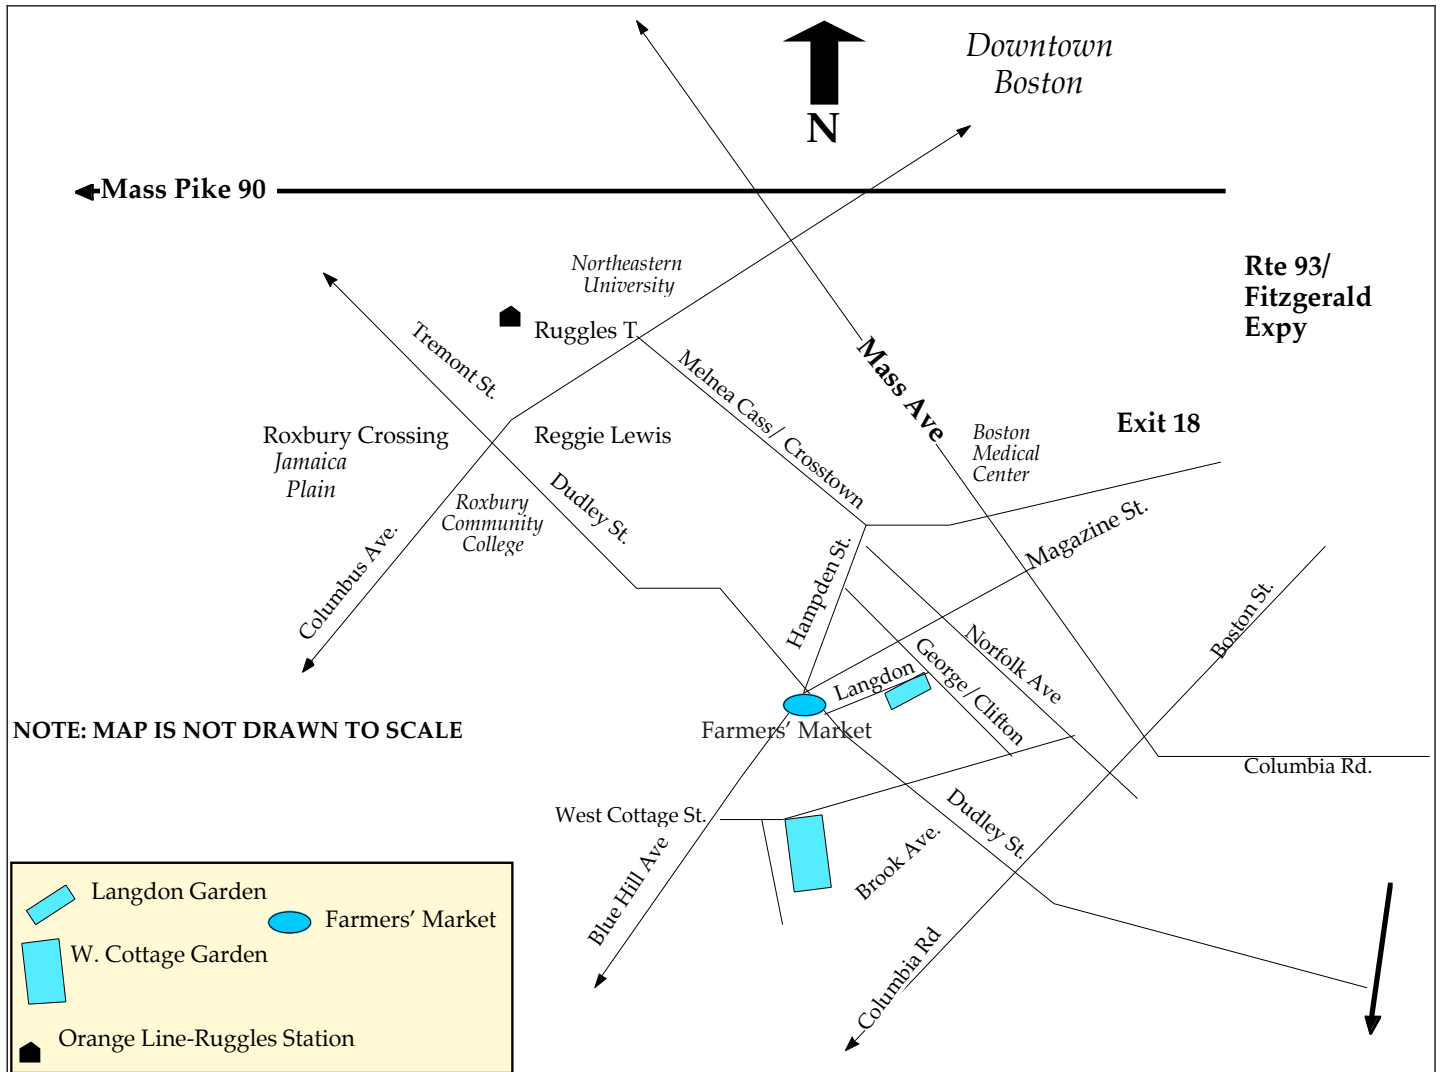 Downtown
Boston
N
Mass Pike 90
Northeastern
University
Rte 93/
Fitzgerald
Expy
Ruggles T
Tremont St.
Melnea Cass/ Crosstown
Mass Ave
Exit 18
Roxbury Crossing
Jamaica
Plain
Reggie Lewis
Boston
Medical
Center
Roxbury
Community
College
Dudley St.
Columbus Ave.
Magazine St.
Hampden St.
Boston St.
Norfolk Ave
George/Clifton
Langdon
Farmers' Market
NOTE: MAP IS NOT DRAWN TO SCALE
Columbia Rd.
West Cottage St.
Dudley St.
Brook Ave.
Blue Hill Ave
Columbia Rd
Langdon Garden
Farmers' Market
W. Cottage Garden
Orange Line-Ruggles Station